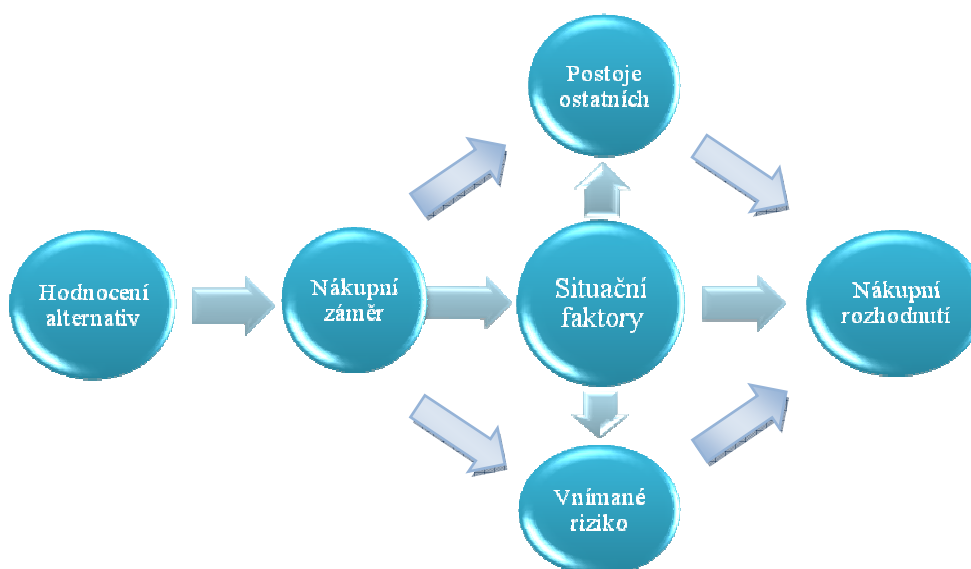 Postoje
ostatních
Hodnocení
alternativ
Nákupní
záměr
Situační
faktory
Nákupní
rozhodnutí
Vnímané
riziko